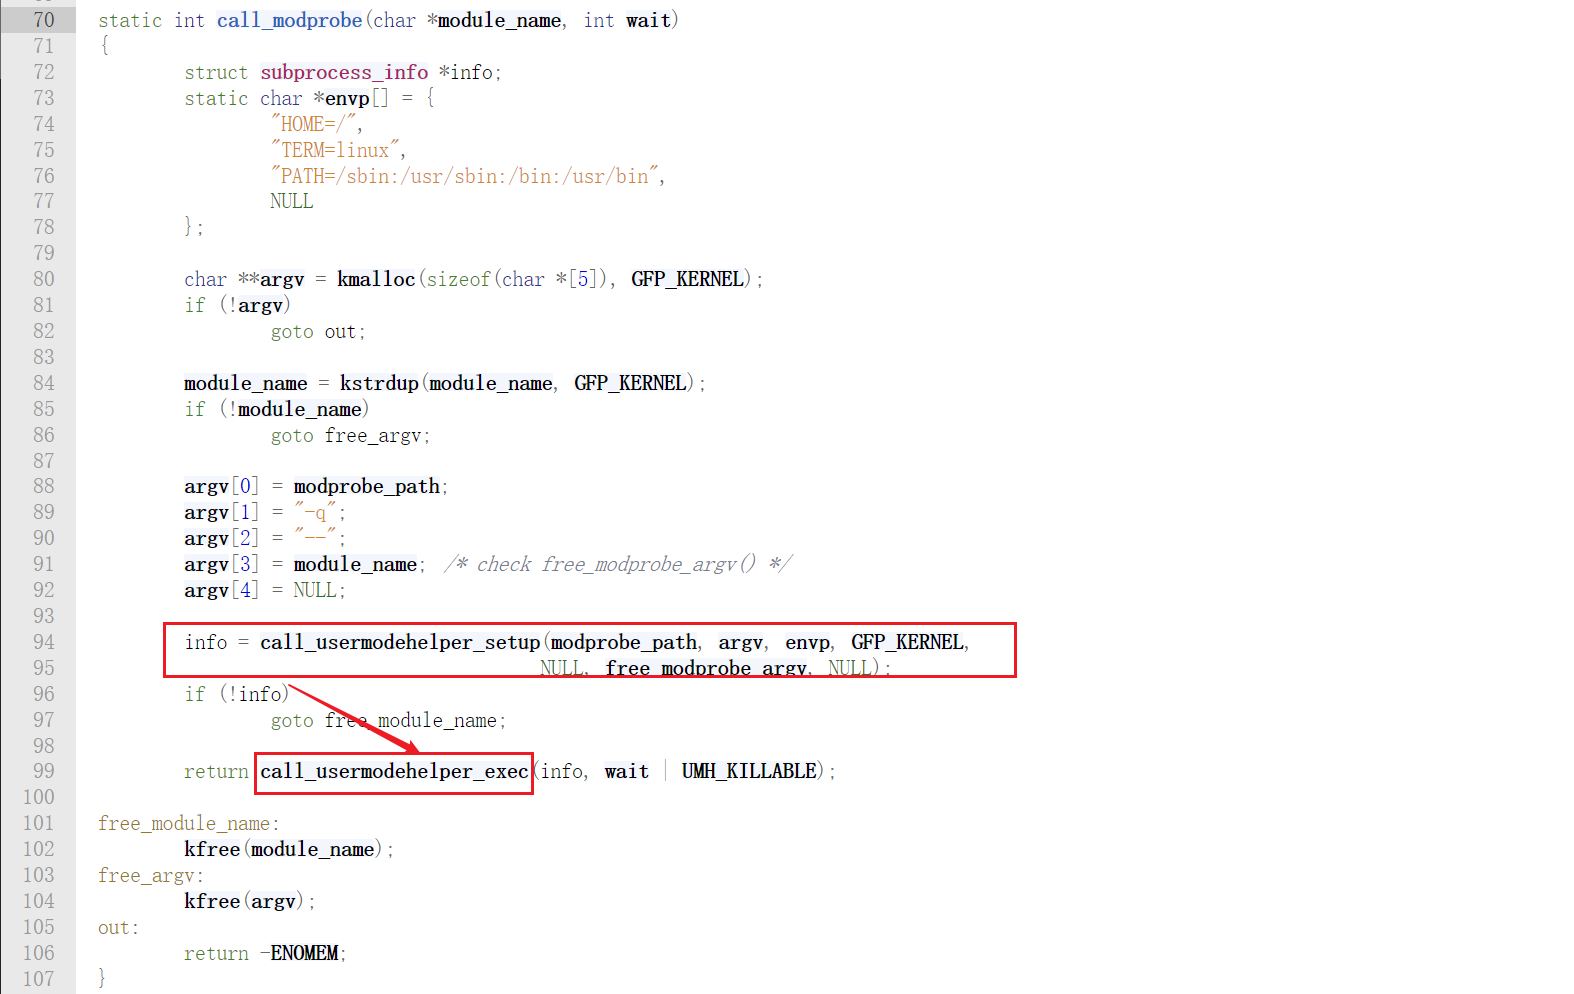 70 static int call_modprobe(char *module_name, int wait)
71 {
72 struct subprocess_info *info;
73 static char *envp[] = {
74 "HOME=/",
75 "TERM=linux",
76 "PATH=/sbin:/usr/sbin:/bin:/usr/bin",
77 NULL
78 };
79
80 char **argv = kmalloc(sizeof(char *[5]), GFP_KERNEL);
81 if (!argv)
82 goto out;
83
84 module_name = kstrdup(module_name, GFP_KERNEL);
85 if (!module_name)
86 goto free_argv;
87
88 argv[0] = modprobe_path;
89 argv[1] = "-q";
90 argv[2] = "--";
91 argv[3] = module_name; /* check free_modprobe_argv() */
92 argv[4] = NULL;
93
94 info = call_usermodehelper_setup(modprobe_path, argv, envp, GFP_KERNEL,
95 NULL, free_modprobe_argv, NULL);
96 if (!info)
97 goto free_module_name;
98
99 return call_usermodehelper_exec(info, wait | UMH_KILLABLE);
100
101 free_module_name:
102 kfree(module_name);
103 free_argv:
104 kfree(argv);
105 out:
106 return -ENOMEM;
107 }